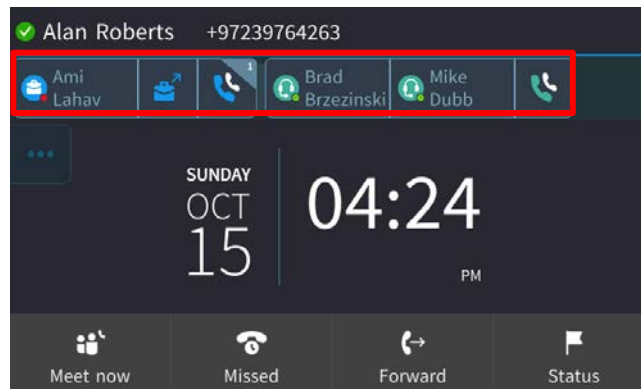 Alan Roberts +97239764263
Ami
Lahav
1
Brad
Brzezinski
Mike
Dubb
SUNDAY
OCT
15
04:24
PM
Meet now
Missed
Forward
Status